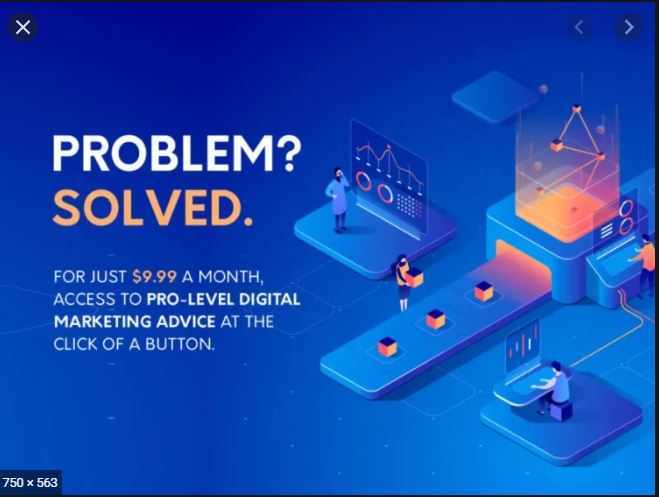 PROBLEM?
SOLVED.
FOR JUST $9.99 A MONTH,
ACCESS TO PRO-LEVEL DIGITAL
MARKETING ADVICE AT THE
CLICK OF A BUTTON.
750 × 563